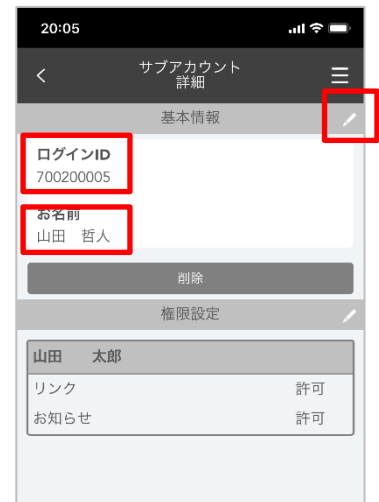 20:05
サブアカウント
詳細
基本情報
ログインID
700200005
お名前
山田　哲人
削除
権限設定
山田　　太郎
リンク　許可
お知らせ　許可